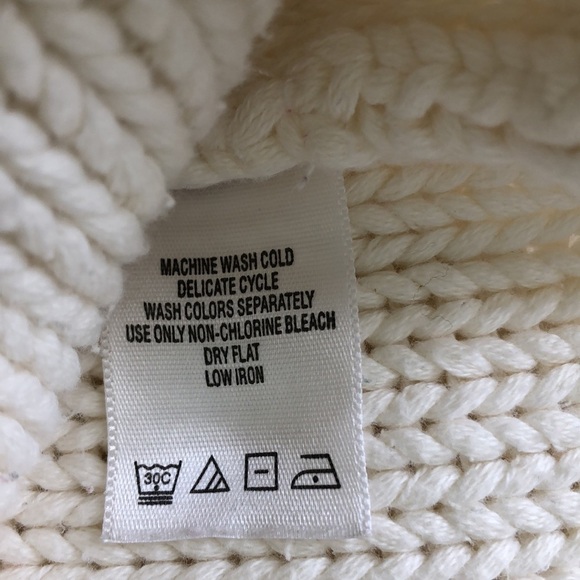 MACHINE WASH COLD
DELICATE CYCLE
WASH COLORS SEPARATELY
USE ONLY NON-CHLORINE BLEACH
DRY FLAT
LOW IRON
30C